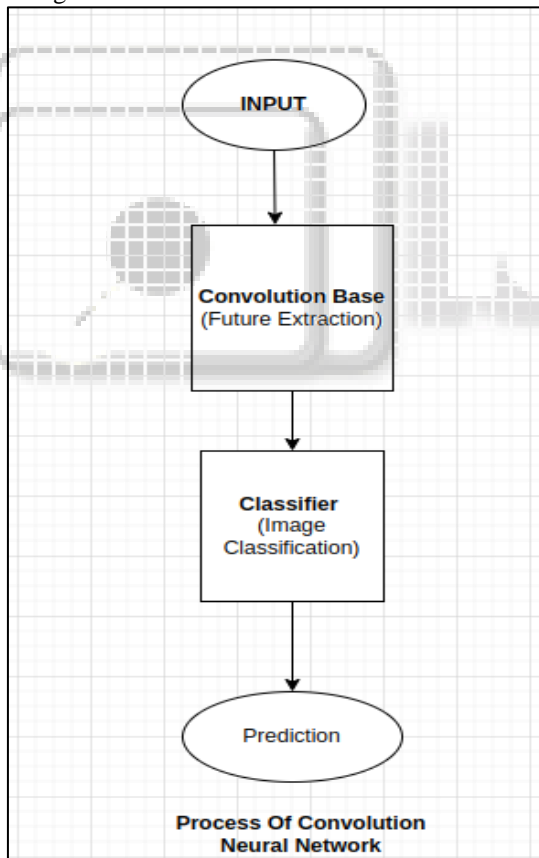 INPUT
Convolution Base
(Future Extraction)
Classifier
(Image
Classification)
Prediction
Process Of Convolution
Neural Network